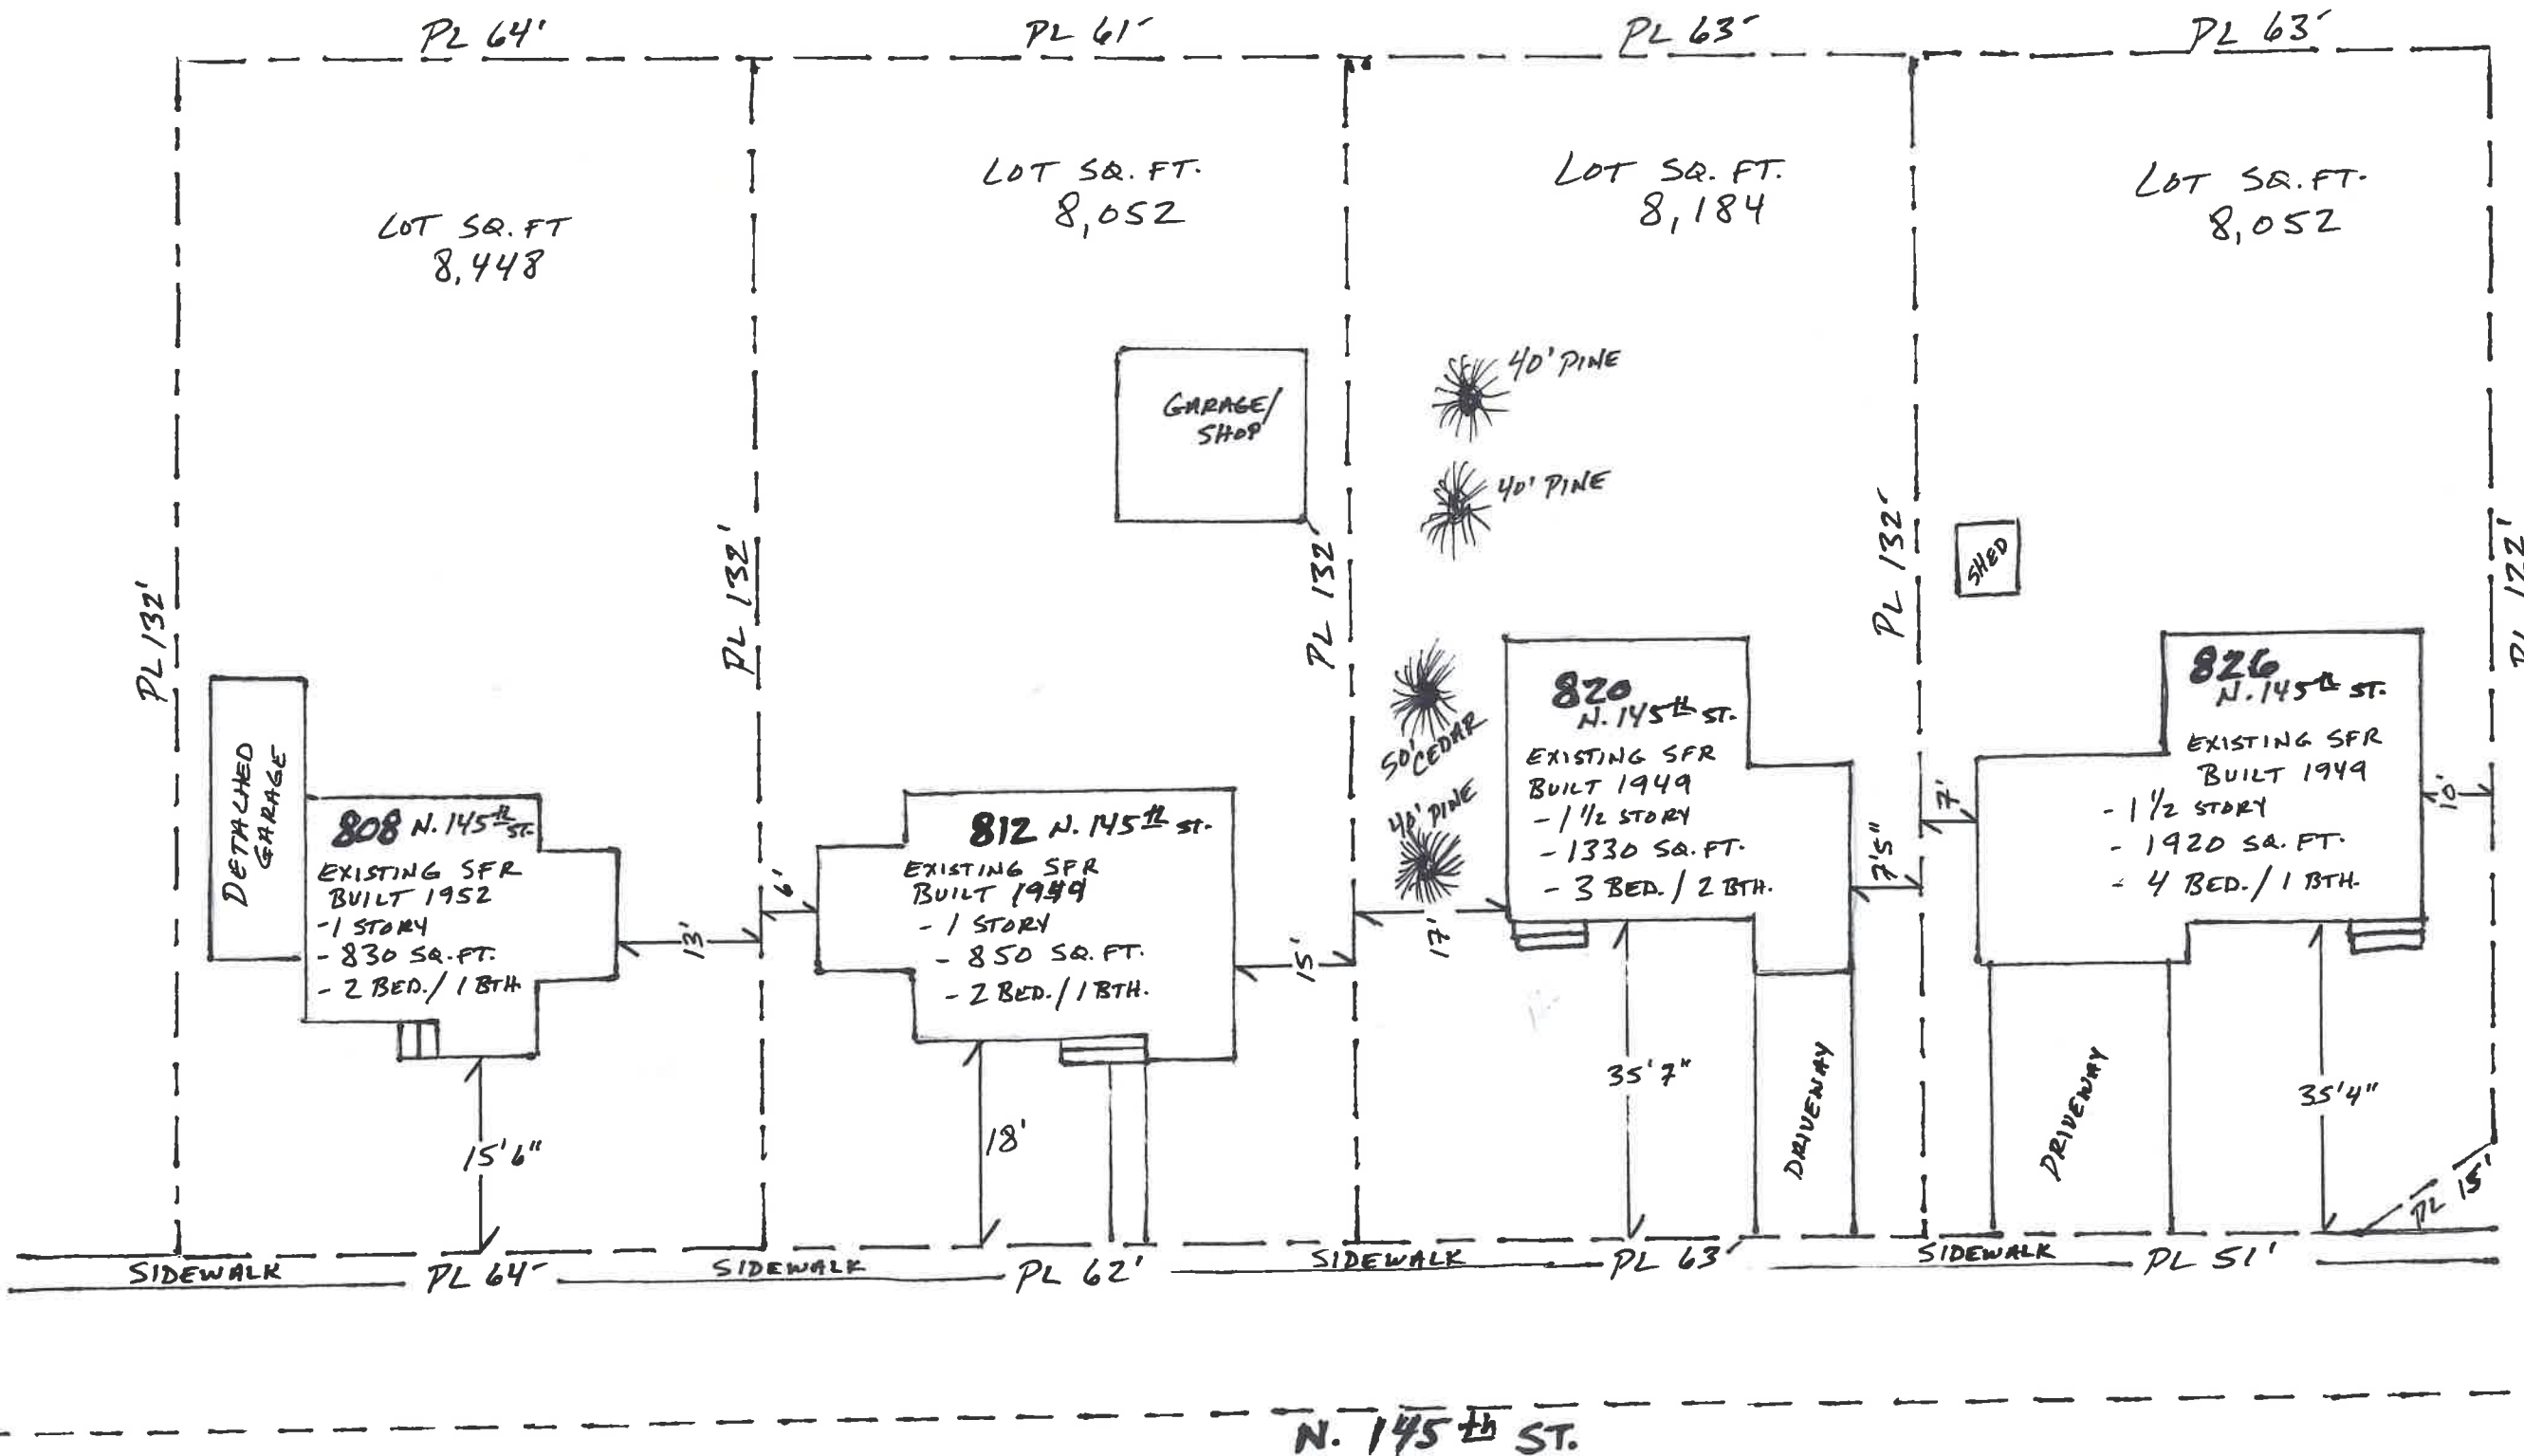 PL 64'
PL 61'
PL 63'
PL 63'
LOT SQ. FT
8,448
LOT SQ. FT.
8,052
LOT SQ. FT.
8,184
LOT SQ. FT.
8,052
GARAGE/
SHOP
40' PINE
40' PINE
PL 132'
PL 132'
PL 132'
PL 132'
PL 122'
SHED
DETACHED
GARAGE
808 N. 145th ST.
EXISTING SFR
BUILT 1952
- 1 STORY
- 830 SQ. FT.
- 2 BED. / 1 BTH.
13'
6'
812 N. 145th ST.
EXISTING SFR
BUILT 1949
- 1 STORY
- 850 SQ. FT.
- 2 BED. / 1 BTH.
15'
50' CEDAR
40' PINE
17'
820
N. 145th ST.
EXISTING SFR
BUILT 1949
- 1 1/2 STORY
- 1330 SQ. FT.
- 3 BED. / 2 BTH.
7'5"
7'
826
N. 145th ST.
EXISTING SFR
BUILT 1949
- 1 1/2 STORY
- 1920 SQ. FT.
- 4 BED. / 1 BTH.
10'
15'6"
18'
35'7"
DRIVEWAY
DRIVEWAY
35'4"
PL 15'
SIDEWALK
PL 64'
SIDEWALK
PL 62'
SIDEWALK
PL 63'
SIDEWALK
PL 51'
N. 145th ST.